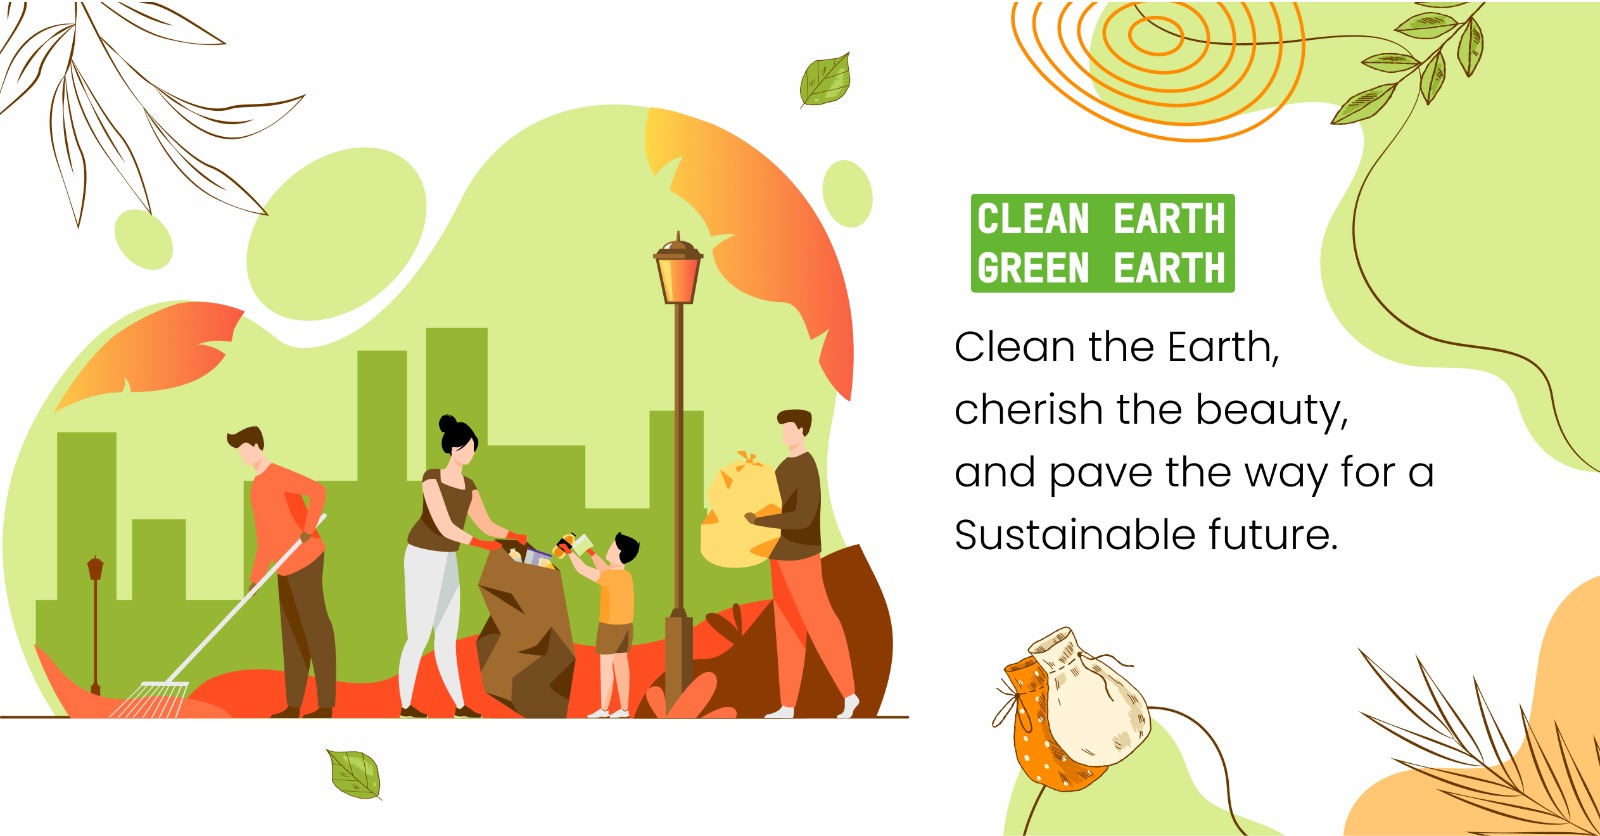 CLEAN EARTH
GREEN EARTH
Clean the Earth,
cherish the beauty,
and pave the way for a
Sustainable future.